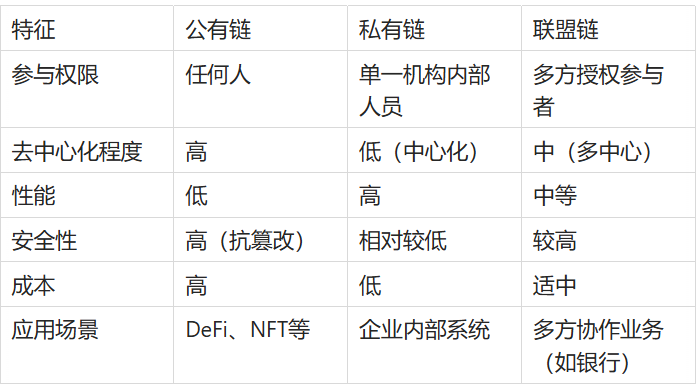 特征 公有链 私有链 联盟链
参与权限 任何人 单一机构内部人员 多方授权参与者
去中心化程度 高 低（中心化） 中（多中心）
性能 低 高 中等
安全性 高（抗篡改） 相对较低 较高
成本 高 低 适中
应用场景 DeFi、NFT等 企业内部系统 多方协作业务（如银行）